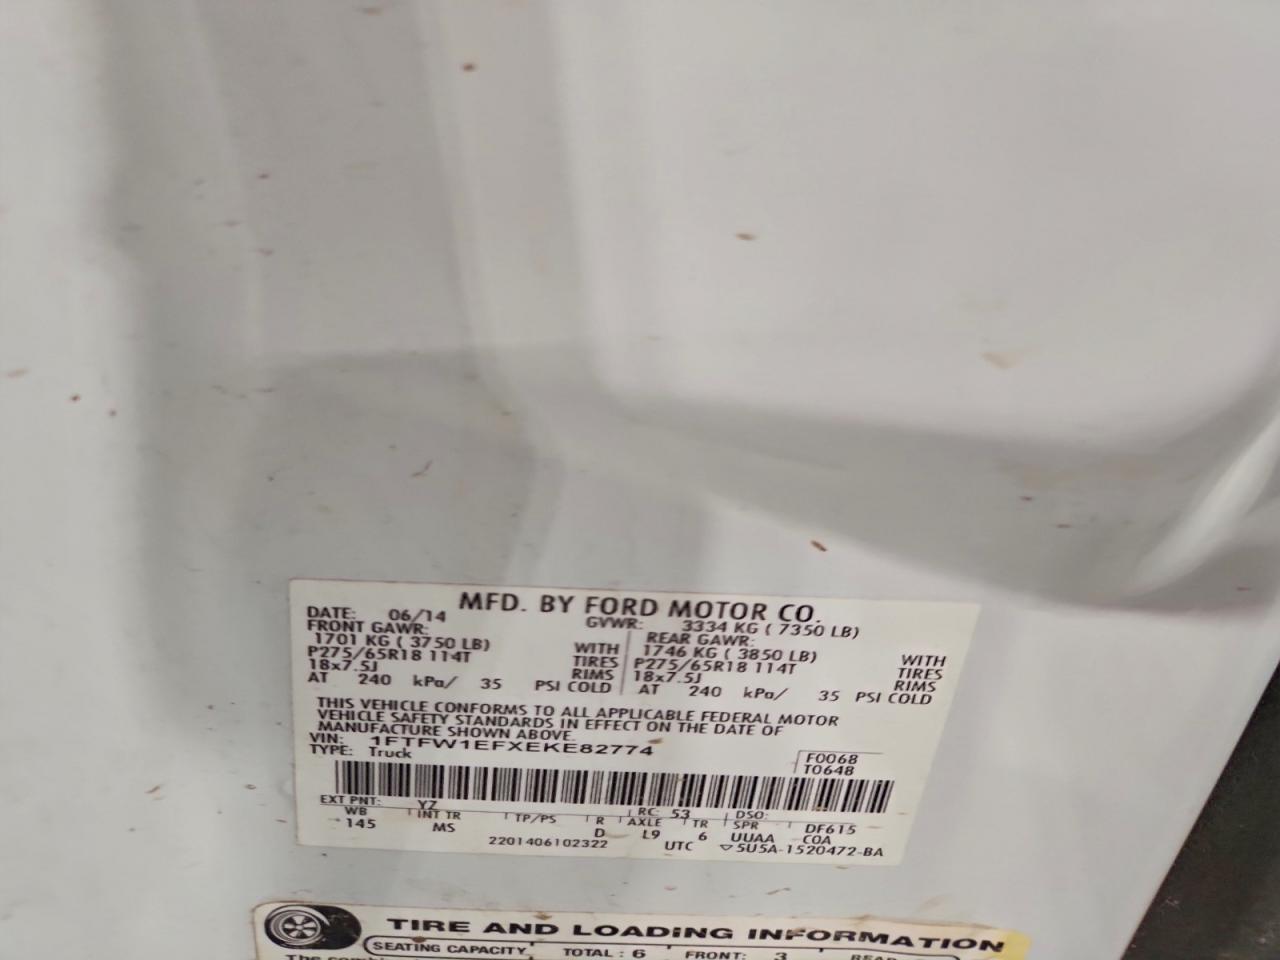 MFD. BY FORD MOTOR CO.
DATE: 06/14 GVWR: 3334 KG ( 7350 LB)
FRONT GAWR: REAR GAWR:
1701 KG ( 3750 LB) WITH 1746 KG ( 3850 LB) WITH
P275/65R18 114T TIRES P275/65R18 114T TIRES
18x7.5J RIMS 18x7.5J RIMS
AT 240 kPa/ 35 PSI COLD AT 240 kPa/ 35 PSI COLD
THIS VEHICLE CONFORMS TO ALL APPLICABLE FEDERAL MOTOR
VEHICLE SAFETY STANDARDS IN EFFECT ON THE DATE OF
MANUFACTURE SHOWN ABOVE.
VIN: 1FTFW1EFXEKE82774
TYPE: Truck
F0068
T0648
EXT PNT: YZ RC: 53 DSO:
WB INT TR TP/PS R AXLE TR SPR DF615
145 MS D L9 6 UUAA C0A
2201406102322 UTC ▽5U5A-1520472-BA
TIRE AND LOADING INFORMATION
SEATING CAPACITY TOTAL : 6 FRONT: 3 REAR
The